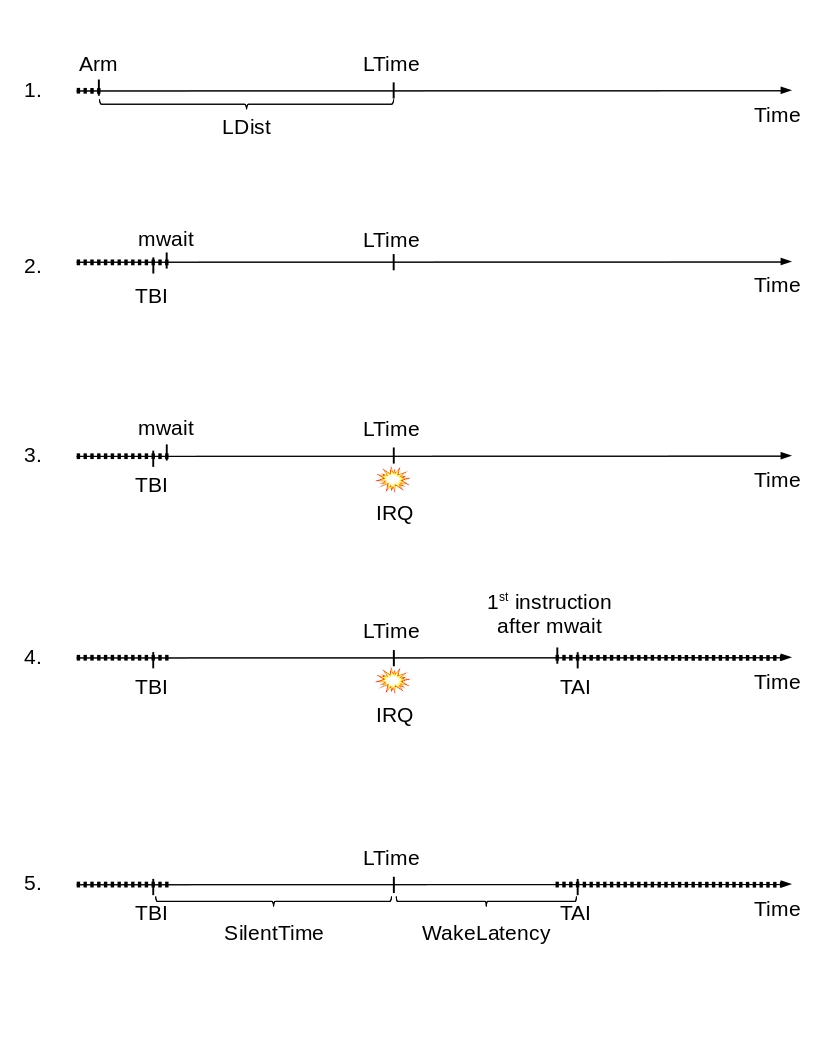 Arm LTime
1.
Time
LDist
mwait LTime
2.
Time
TBI
mwait LTime
3.
Time
TBI
IRQ
1st instruction
after mwait
LTime
4.
Time
TBI TAI
IRQ
LTime
5.
Time
TBI TAI
SilentTime WakeLatency